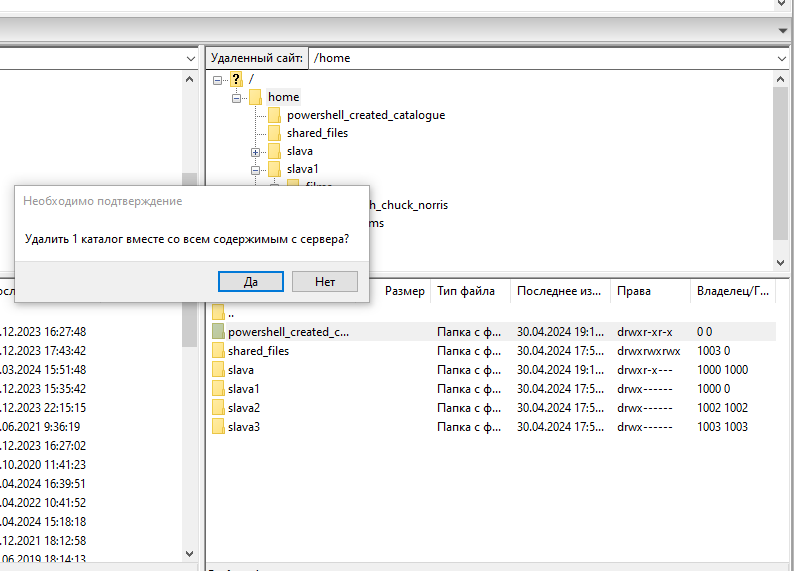 Удаленный сайт: /home
? /
home
powershell_created_catalogue
shared_files
slava
slava1
h_chuck_norris
ms
Необходимо подтверждение
Удалить 1 каталог вместе со всем содержимым с сервера?
Да Нет
Размер Тип файла Последнее из... Права Владелец/Г...
..
.12.2023 16:27:48
powershell_created_c... Папка с ф... 30.04.2024 19:1... drwxr-xr-x 0 0
.12.2023 17:43:42
shared_files Папка с ф... 30.04.2024 17:5... drwxrwxrwx 1003 0
.03.2024 15:51:48
slava Папка с ф... 30.04.2024 19:1... drwxr-x--- 1000 1000
.12.2023 15:35:42
slava1 Папка с ф... 30.04.2024 17:5... drwx------ 1000 0
.12.2023 22:15:15
slava2 Папка с ф... 30.04.2024 17:5... drwx------ 1002 1002
.06.2021 9:36:19
slava3 Папка с ф... 30.04.2024 17:5... drwx------ 1003 1003
.12.2023 16:27:02
.10.2020 11:41:23
.04.2024 16:39:51
.04.2022 10:41:52
.04.2024 15:18:18
.12.2021 18:12:58
.06.2019 18:14:13